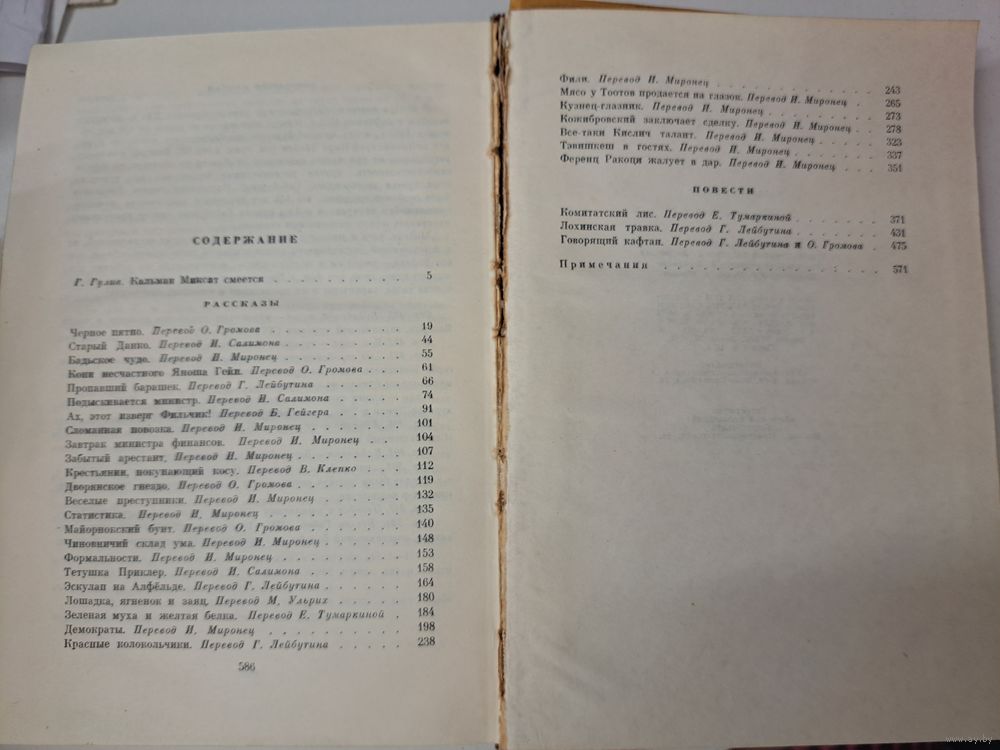 СОДЕРЖАНИЕ
Г. Гулиа. Кальман Миксат смеется . . . . . . . . . . 5
РАССКАЗЫ
Черное пятно. Перевод О. Громова . . . . . . . . . . 19
Старый Данко. Перевод И. Салимона . . . . . . . . . 44
Бадьское чудо. Перевод И. Миронец . . . . . . . . . 55
Кони несчастного Яноша Гейи. Перевод О. Громова . . . 61
Пропавший барашек. Перевод Г. Лейбутина . . . . . . 66
Подыскивается министр. Перевод И. Салимона . . . . . 74
Ах, этот изверг Фильчик! Перевод Б. Гейгера . . . . . 91
Сломанная повозка. Перевод И. Миронец . . . . . . . 101
Завтрак министра финансов. Перевод И. Миронец . . 104
Забытый арестант. Перевод И. Миронец . . . . . . . 107
Крестьянин, покупающий косу. Перевод В. Клепко . . . 112
Дворянское гнездо. Перевод О. Громова . . . . . . . 119
Веселые преступники. Перевод И. Миронец . . . . . . 132
Статистика. Перевод И. Миронец . . . . . . . . . 135
Майорнокский бунт. Перевод О. Громова . . . . . . . 140
Чиновничий склад ума. Перевод И. Миронец . . . . . 148
Формальности. Перевод И. Миронец . . . . . . . . 153
Тетушка Приклер. Перевод И. Салимона . . . . . . 158
Эскулап на Алфёльде. Перевод Г. Лейбутина . . . . . 164
Лошадка, ягненок и заяц. Перевод М. Ульрих . . . . . 180
Зеленая муха и желтая белка. Перевод Е. Тумаркиной . 184
Демократы. Перевод И. Миронец . . . . . . . . . 198
Красные колокольчики. Перевод Г. Лейбутина . . . . . 238
586
Фили. Перевод И. Миронец . . . . . . . . . . . 243
Мясо у Тоотов продается на глазок. Перевод И. Миронец . 265
Кузнец-глазник. Перевод И. Миронец . . . . . . . . 273
Кожибровский заключает сделку. Перевод И. Миронец . . 278
Все-таки Кислич талант. Перевод И. Миронец . . . . . 323
Тавишкеш в гостях. Перевод И. Миронец . . . . . . . 337
Ференц Ракоци жалует в дар. Перевод И. Миронец . . . 351
ПОВЕСТИ
Комитатский лис. Перевод Е. Тумаркиной . . . . . . . 371
Лохинская травка. Перевод Г. Лейбутина . . . . . . . 431
Говорящий кафтан. Перевод Г. Лейбутина и О. Громова . 475
Примечания . . . . . . . . . . . . . . . 571
www.ay.by